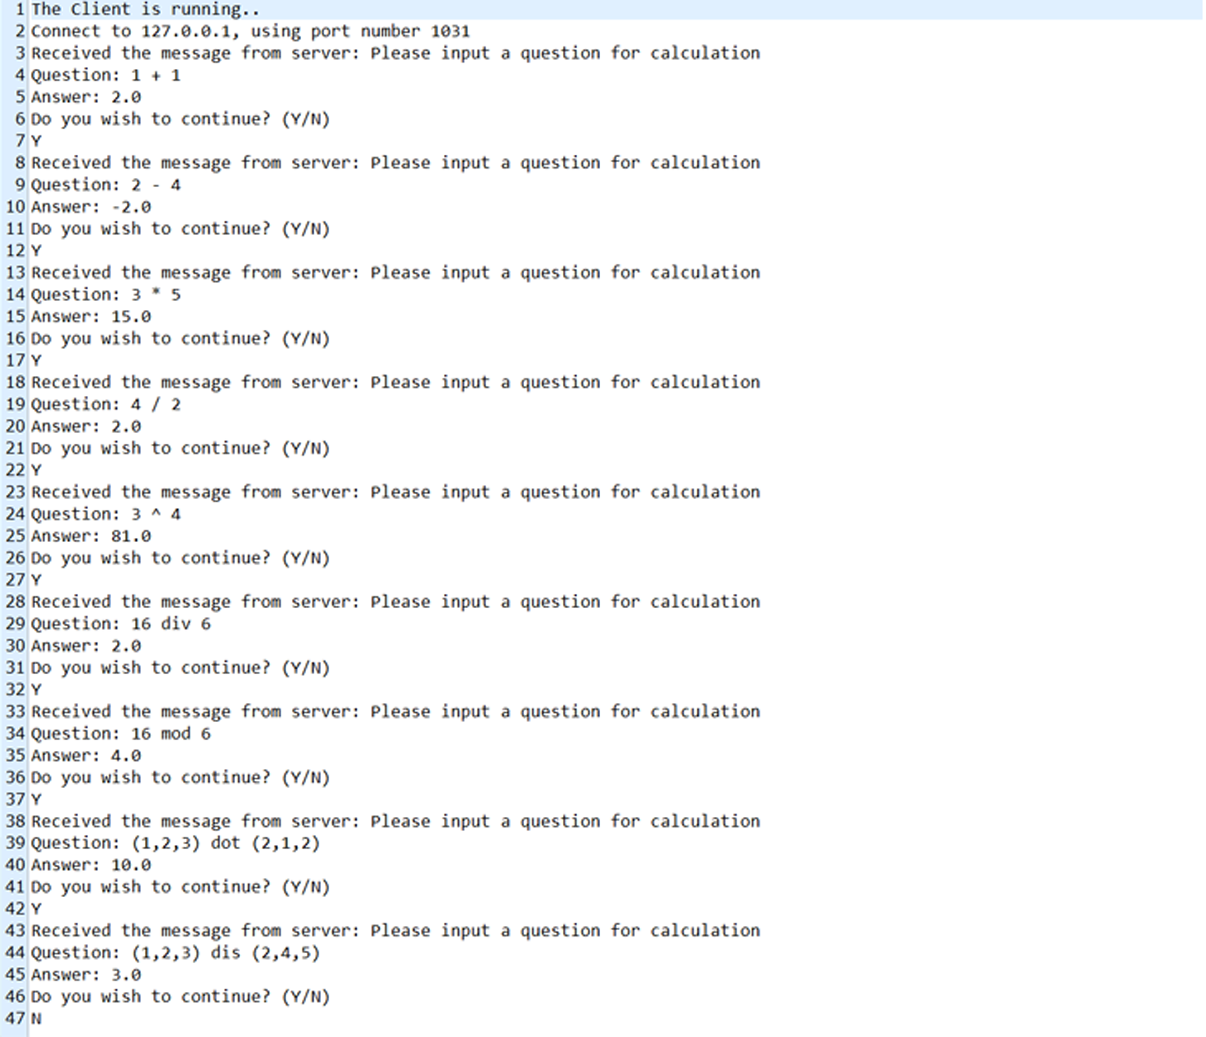 1 The Client is running..
2 Connect to 127.0.0.1, using port number 1031
3 Received the message from server: Please input a question for calculation
4 Question: 1 + 1
5 Answer: 2.0
6 Do you wish to continue? (Y/N)
7 Y
8 Received the message from server: Please input a question for calculation
9 Question: 2 - 4
10 Answer: -2.0
11 Do you wish to continue? (Y/N)
12 Y
13 Received the message from server: Please input a question for calculation
14 Question: 3 * 5
15 Answer: 15.0
16 Do you wish to continue? (Y/N)
17 Y
18 Received the message from server: Please input a question for calculation
19 Question: 4 / 2
20 Answer: 2.0
21 Do you wish to continue? (Y/N)
22 Y
23 Received the message from server: Please input a question for calculation
24 Question: 3 ^ 4
25 Answer: 81.0
26 Do you wish to continue? (Y/N)
27 Y
28 Received the message from server: Please input a question for calculation
29 Question: 16 div 6
30 Answer: 2.0
31 Do you wish to continue? (Y/N)
32 Y
33 Received the message from server: Please input a question for calculation
34 Question: 16 mod 6
35 Answer: 4.0
36 Do you wish to continue? (Y/N)
37 Y
38 Received the message from server: Please input a question for calculation
39 Question: (1,2,3) dot (2,1,2)
40 Answer: 10.0
41 Do you wish to continue? (Y/N)
42 Y
43 Received the message from server: Please input a question for calculation
44 Question: (1,2,3) dis (2,4,5)
45 Answer: 3.0
46 Do you wish to continue? (Y/N)
47 N